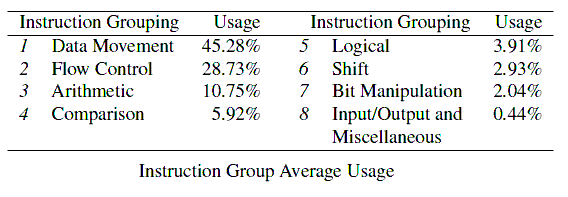 Instruction Grouping Usage Instruction Grouping Usage
1 Data Movement 45.28% 5 Logical 3.91%
2 Flow Control 28.73% 6 Shift 2.93%
3 Arithmetic 10.75% 7 Bit Manipulation 2.04%
4 Comparison 5.92% 8 Input/Output and 0.44%
Miscellaneous
Instruction Group Average Usage